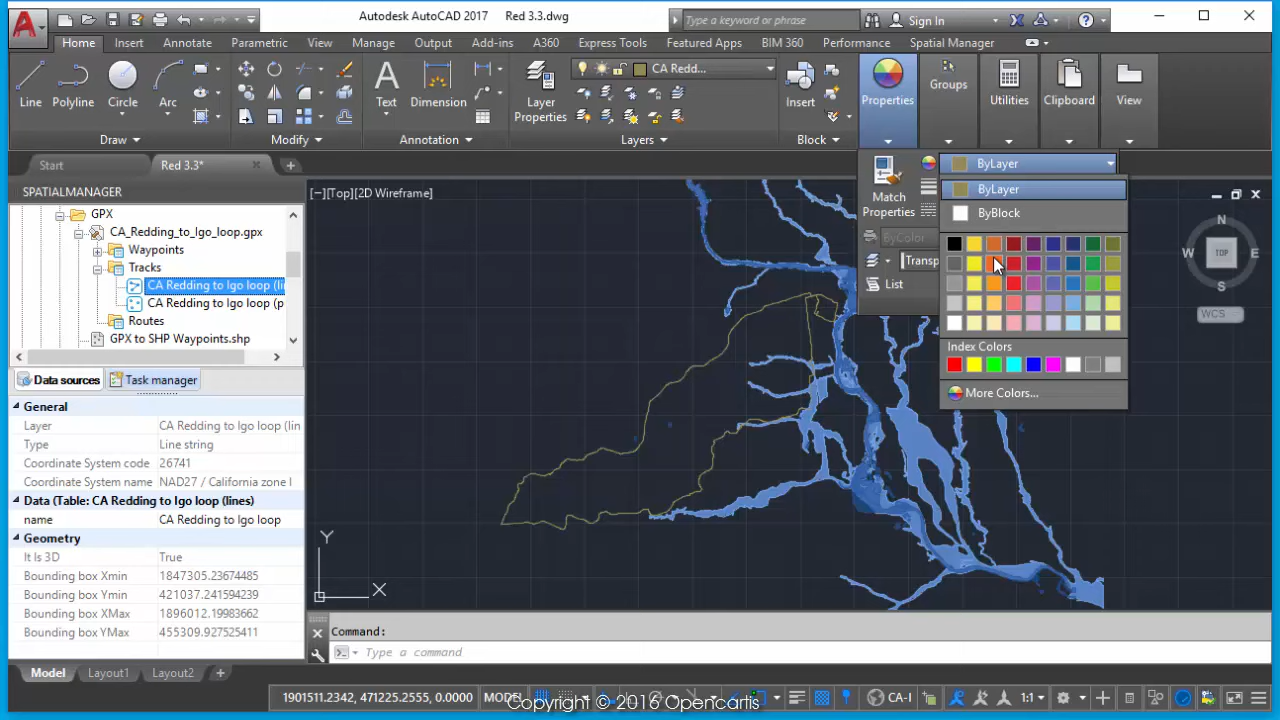 Autodesk AutoCAD 2017 Red 3.3.dwg
Type a keyword or phrase
Sign In
Home Insert Annotate Parametric View Manage Output Add-ins A360 Express Tools Featured Apps BIM 360 Performance Spatial Manager
Line Polyline Circle Arc
Draw
Modify
Text Dimension
Annotation
Layer Properties
CA Redd...
Layers
Insert
Block
Properties
Groups
Utilities
Clipboard
View
Start
Red 3.3*
SPATIALMANAGER
GPX
CA_Redding_to_Igo_loop.gpx
Waypoints
Tracks
CA Redding to Igo loop (li
CA Redding to Igo loop (p
Routes
GPX to SHP Waypoints.shp
Data sources
Task manager
General
Layer CA Redding to Igo loop (lin
Type Line string
Coordinate System code 26741
Coordinate System name NAD27 / California zone I
Data (Table: CA Redding to Igo loop (lines)
name CA Redding to Igo loop
Geometry
It Is 3D True
Bounding box Xmin 1847305.23674485
Bounding box Ymin 421037.241594239
Bounding box XMax 1896012.19983662
Bounding box YMax 455309.927525411
[−][Top][2D Wireframe]
Match Properties
ByColor
Transp
List
ByLayer
ByLayer
ByBlock
Index Colors
More Colors...
N
W TOP E
S
WCS
Y
X
Command:
Type a command
Model Layout1 Layout2
1901511.2342, 471225.2555, 0.0000 MODEL
CA-I
1:1
Copyright © 2016 Opencartis